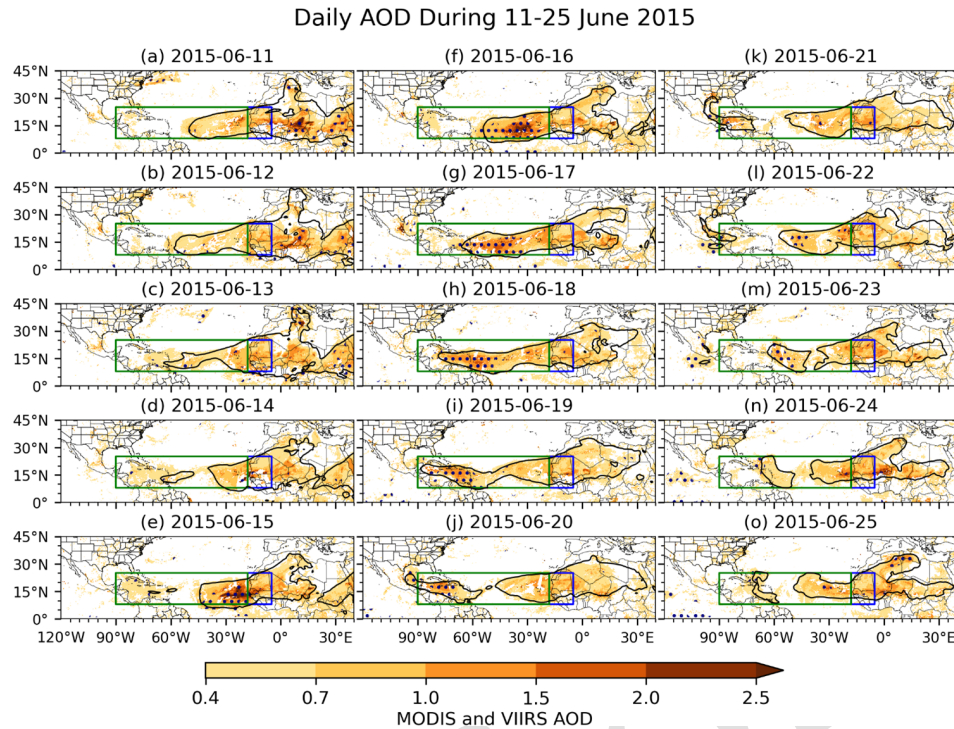 Daily AOD During 11-25 June 2015
(a) 2015-06-11 (f) 2015-06-16 (k) 2015-06-21
45°N
30°N
15°N
0°
(b) 2015-06-12 (g) 2015-06-17 (l) 2015-06-22
45°N
30°N
15°N
0°
(c) 2015-06-13 (h) 2015-06-18 (m) 2015-06-23
45°N
30°N
15°N
0°
(d) 2015-06-14 (i) 2015-06-19 (n) 2015-06-24
45°N
30°N
15°N
0°
(e) 2015-06-15 (j) 2015-06-20 (o) 2015-06-25
45°N
30°N
15°N
0°
120°W 90°W 60°W 30°W 0° 30°E 90°W 60°W 30°W 0° 30°E 90°W 60°W 30°W 0° 30°E
0.4 0.7 1.0 1.5 2.0 2.5
MODIS and VIIRS AOD